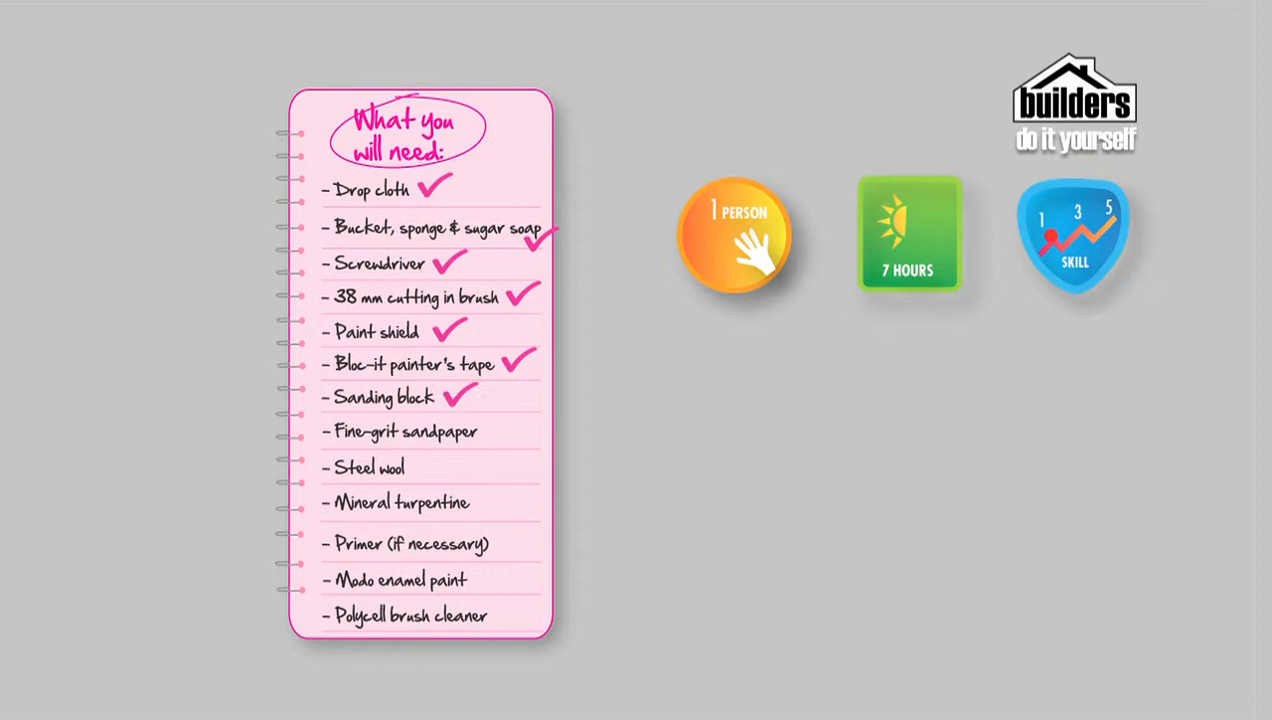 What you
will need:
- Drop cloth
- Bucket, sponge & sugar soap
- Screwdriver
- 38 mm cutting in brush
- Paint shield
- Bloc-it painter's tape
- Sanding block
- Fine-grit sandpaper
- Steel wool
- Mineral turpentine
- Primer (if necessary)
- Modo enamel paint
- Polycell brush cleaner
builders
do it yourself
1 PERSON
7 HOURS
1 3 5
SKILL